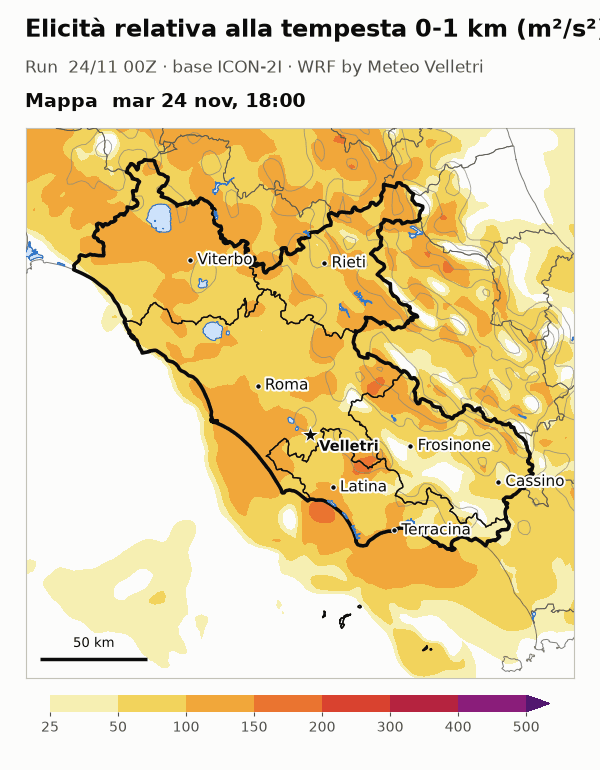 Elicità relativa alla tempesta 0-1 km (m²/s²)
Run  24/11 00Z · base ICON-2I · WRF by Meteo Velletri
Mappa  mar 24 nov, 18:00
Viterbo
Rieti
Roma
Velletri
Frosinone
Latina
Cassino
Terracina
50 km
25 50 100 150 200 300 400 500